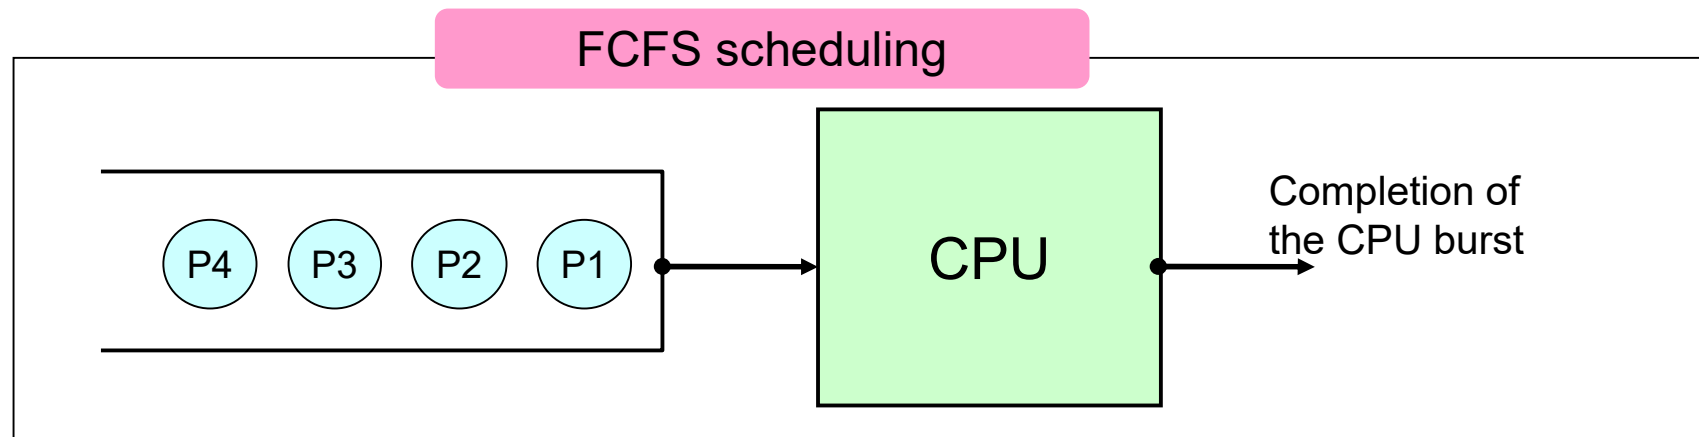 FCFS scheduling
P4 P3 P2 P1
CPU
Completion of
the CPU burst